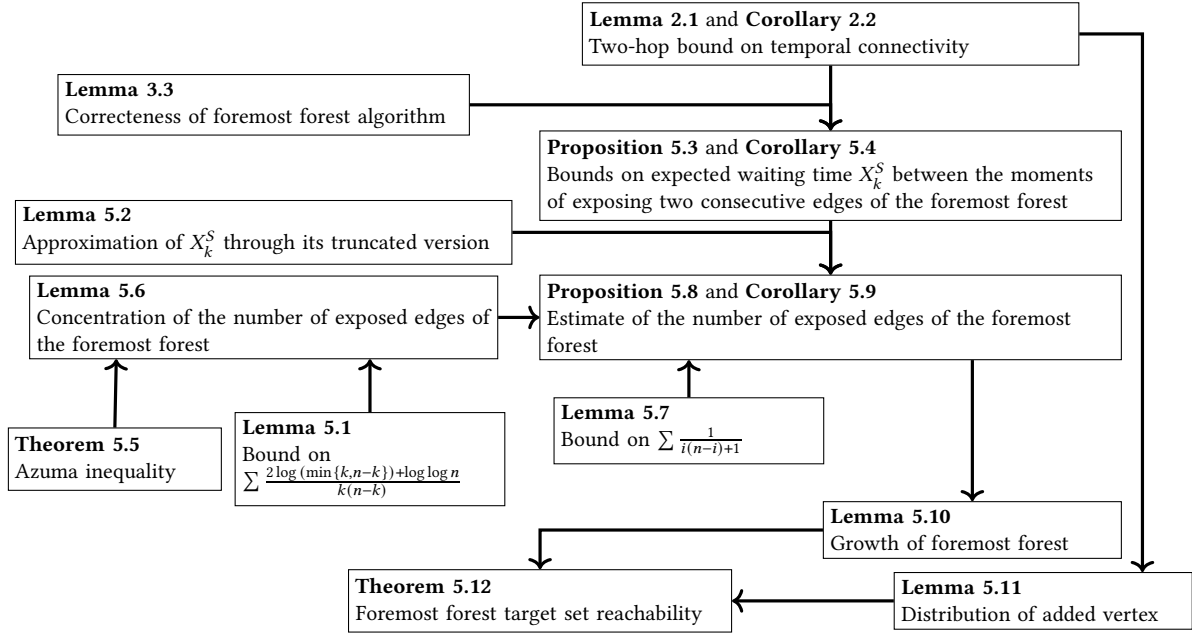 Lemma 2.1 and Corollary 2.2
Two-hop bound on temporal connectivity
Lemma 3.3
Correcteness of foremost forest algorithm
Proposition 5.3 and Corollary 5.4
Bounds on expected waiting time $X_k^S$ between the moments
of exposing two consecutive edges of the foremost forest
Lemma 5.2
Approximation of $X_k^S$ through its truncated version
Lemma 5.6
Concentration of the number of exposed edges of
the foremost forest
Proposition 5.8 and Corollary 5.9
Estimate of the number of exposed edges of the foremost
forest
Theorem 5.5
Azuma inequality
Lemma 5.1
Bound on
$\sum \frac{2 \log (\min\{k,n-k\})+\log \log n}{k(n-k)}$
Lemma 5.7
Bound on $\sum \frac{1}{i(n-i)+1}$
Lemma 5.10
Growth of foremost forest
Theorem 5.12
Foremost forest target set reachability
Lemma 5.11
Distribution of added vertex